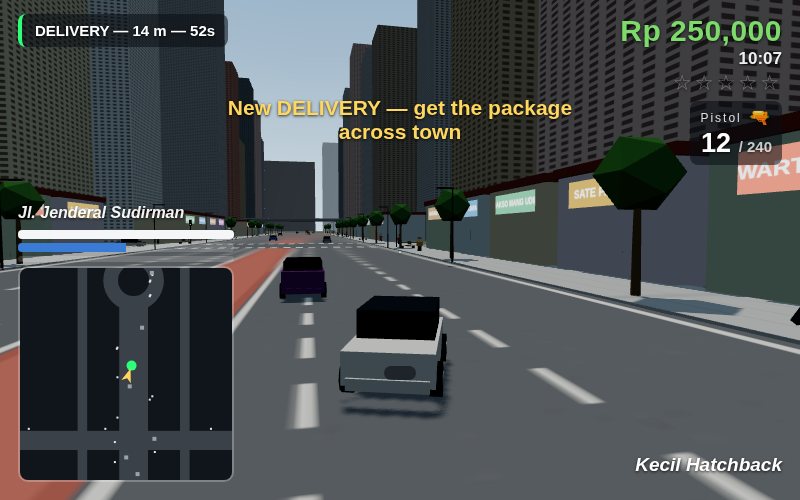 DELIVERY — 14 m — 52s
Rp 250,000
10:07
New DELIVERY — get the package
across town
Pistol
12 / 240
WART
SATE
Jl. Jenderal Sudirman
Kecil Hatchback